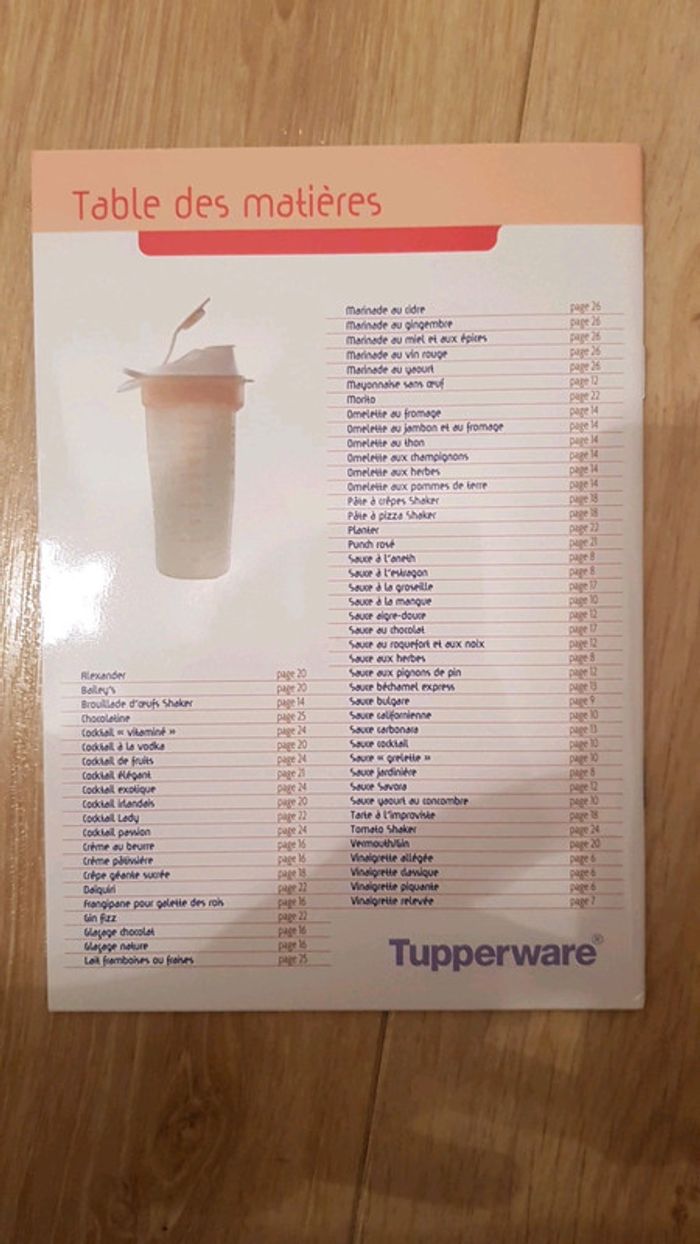 Table des matières
Alexander page 20
Bailey's page 20
Brouillade d'œufs Shaker page 14
Chocolatine page 25
Cocktail « vitaminé » page 24
Cocktail à la vodka page 20
Cocktail de fruits page 24
Cocktail élégant page 21
Cocktail exotique page 24
Cocktail irlandais page 20
Cocktail Lady page 22
Cocktail passion page 24
Crème au beurre page 16
Crème pâtissière page 16
Crêpe géante sucrée page 18
Daïquiri page 22
Frangipane pour galette des rois page 16
Gin fizz page 22
Glaçage chocolat page 16
Glaçage nature page 16
Lait framboises ou fraises page 25
Marinade au cidre page 26
Marinade au gingembre page 26
Marinade au miel et aux épices page 26
Marinade au vin rouge page 26
Marinade au yaourt page 26
Mayonnaise sans œuf page 12
Morito page 22
Omelette au fromage page 14
Omelette au jambon et au fromage page 14
Omelette au thon page 14
Omelette aux champignons page 14
Omelette aux herbes page 14
Omelette aux pommes de terre page 14
Pâte à crêpes Shaker page 18
Pâte à pizza Shaker page 18
Planter page 22
Punch rosé page 21
Sauce à l'aneth page 8
Sauce à l'estragon page 8
Sauce à la groseille page 17
Sauce à la mangue page 10
Sauce aigre-douce page 12
Sauce au chocolat page 17
Sauce au roquefort et aux noix page 12
Sauce aux herbes page 8
Sauce aux pignons de pin page 12
Sauce béchamel express page 13
Sauce bulgare page 9
Sauce californienne page 10
Sauce carbonara page 13
Sauce cocktail page 10
Sauce « grelette » page 10
Sauce jardinière page 8
Sauce Savora page 12
Sauce yaourt au concombre page 10
Tarte à l'improviste page 18
Tomato Shaker page 24
Vermouth/Gin page 20
Vinaigrette allégée page 6
Vinaigrette classique page 6
Vinaigrette piquante page 6
Vinaigrette relevée page 7
Tupperware®